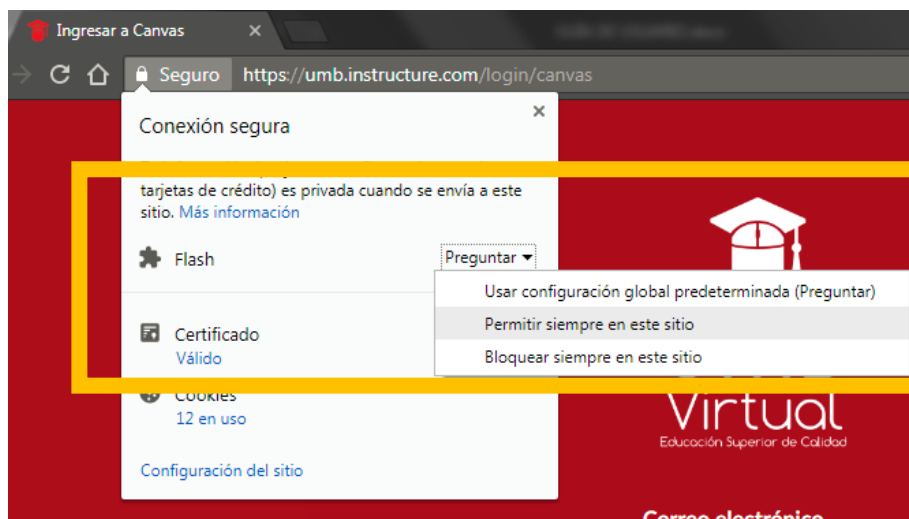 Ingresar a Canvas
Seguro https://umb.instructure.com/login/canvas
Conexión segura
tarjetas de crédito) es privada cuando se envía a este
sitio. Más información
Flash
Preguntar
Usar configuración global predeterminada (Preguntar)
Permitir siempre en este sitio
Bloquear siempre en este sitio
Certificado
Válido
Cookies
12 en uso
Configuración del sitio
Virtual
Educación Superior de Calidad
Correo electrónico